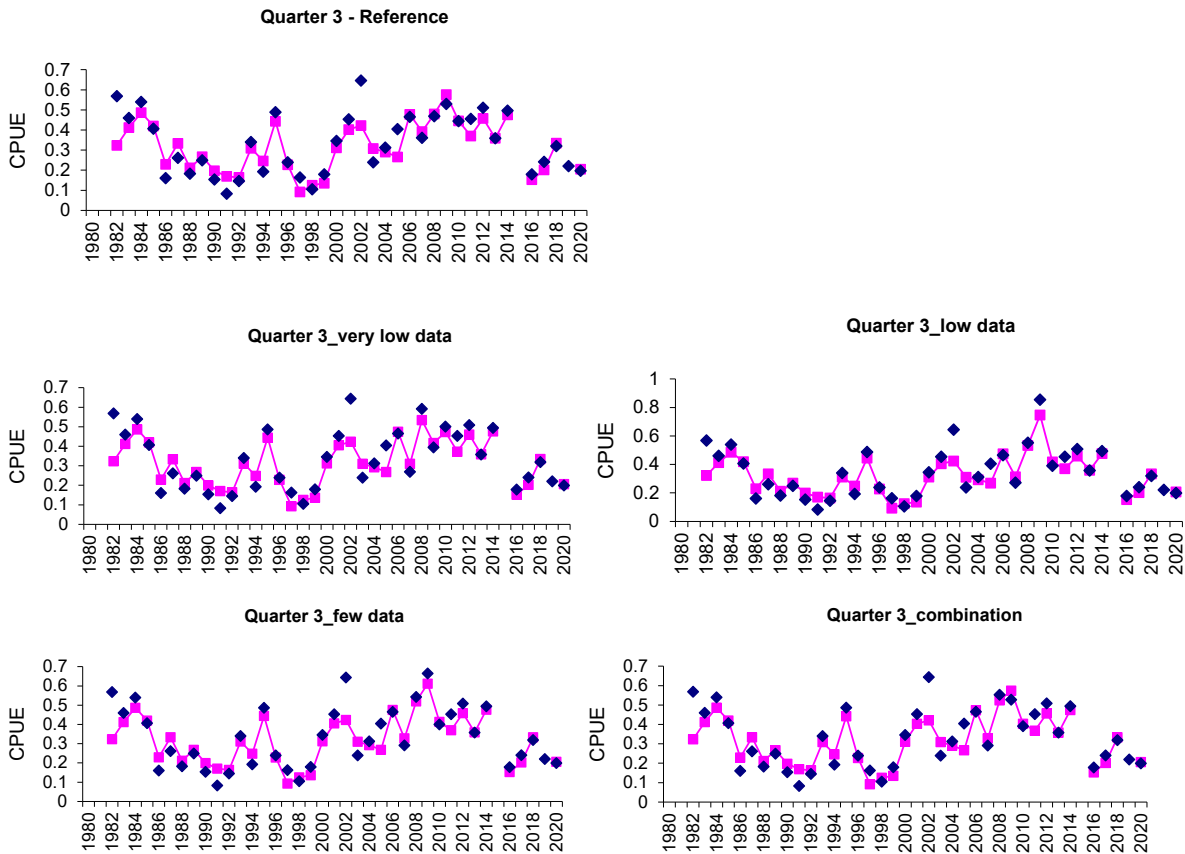 Quarter 3 - Reference
CPUE
0.7
0.6
0.5
0.4
0.3
0.2
0.1
0
1980 1982 1984 1986 1988 1990 1992 1994 1996 1998 2000 2002 2004 2006 2008 2010 2012 2014 2016 2018 2020
Quarter 3_very low data
CPUE
0.7
0.6
0.5
0.4
0.3
0.2
0.1
0
1980 1982 1984 1986 1988 1990 1992 1994 1996 1998 2000 2002 2004 2006 2008 2010 2012 2014 2016 2018 2020
Quarter 3_low data
CPUE
1
0.8
0.6
0.4
0.2
0
1980 1982 1984 1986 1988 1990 1992 1994 1996 1998 2000 2002 2004 2006 2008 2010 2012 2014 2016 2018 2020
Quarter 3_few data
CPUE
0.7
0.6
0.5
0.4
0.3
0.2
0.1
0
1980 1982 1984 1986 1988 1990 1992 1994 1996 1998 2000 2002 2004 2006 2008 2010 2012 2014 2016 2018 2020
Quarter 3_combination
CPUE
0.7
0.6
0.5
0.4
0.3
0.2
0.1
0
1980 1982 1984 1986 1988 1990 1992 1994 1996 1998 2000 2002 2004 2006 2008 2010 2012 2014 2016 2018 2020